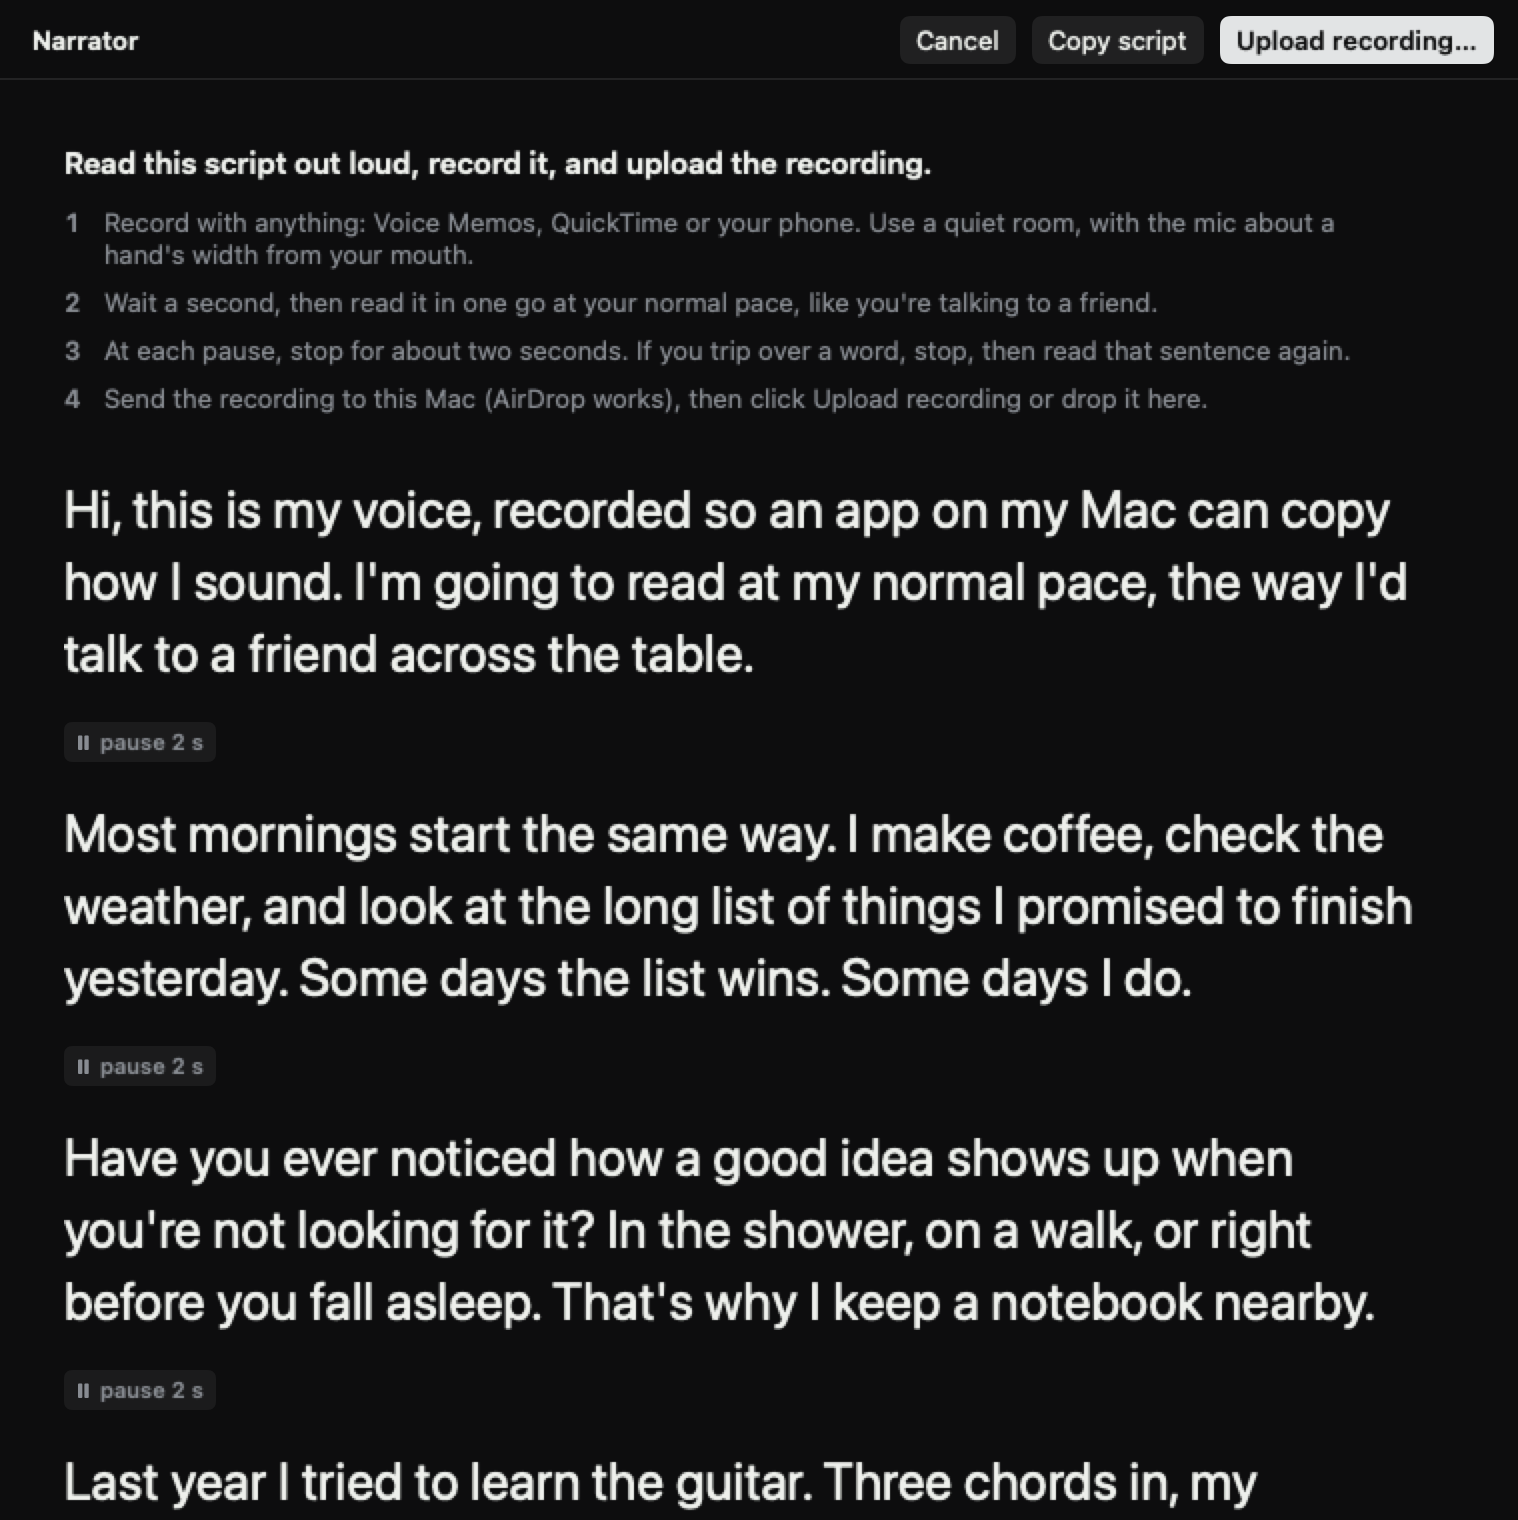 Narrator
Cancel
Copy script
Upload recording...
Read this script out loud, record it, and upload the recording.
1 Record with anything: Voice Memos, QuickTime or your phone. Use a quiet room, with the mic about a
hand's width from your mouth.
2 Wait a second, then read it in one go at your normal pace, like you're talking to a friend.
3 At each pause, stop for about two seconds. If you trip over a word, stop, then read that sentence again.
4 Send the recording to this Mac (AirDrop works), then click Upload recording or drop it here.
Hi, this is my voice, recorded so an app on my Mac can copy
how I sound. I'm going to read at my normal pace, the way I'd
talk to a friend across the table.
pause 2 s
Most mornings start the same way. I make coffee, check the
weather, and look at the long list of things I promised to finish
yesterday. Some days the list wins. Some days I do.
pause 2 s
Have you ever noticed how a good idea shows up when
you're not looking for it? In the shower, on a walk, or right
before you fall asleep. That's why I keep a notebook nearby.
pause 2 s
Last year I tried to learn the guitar. Three chords in, my